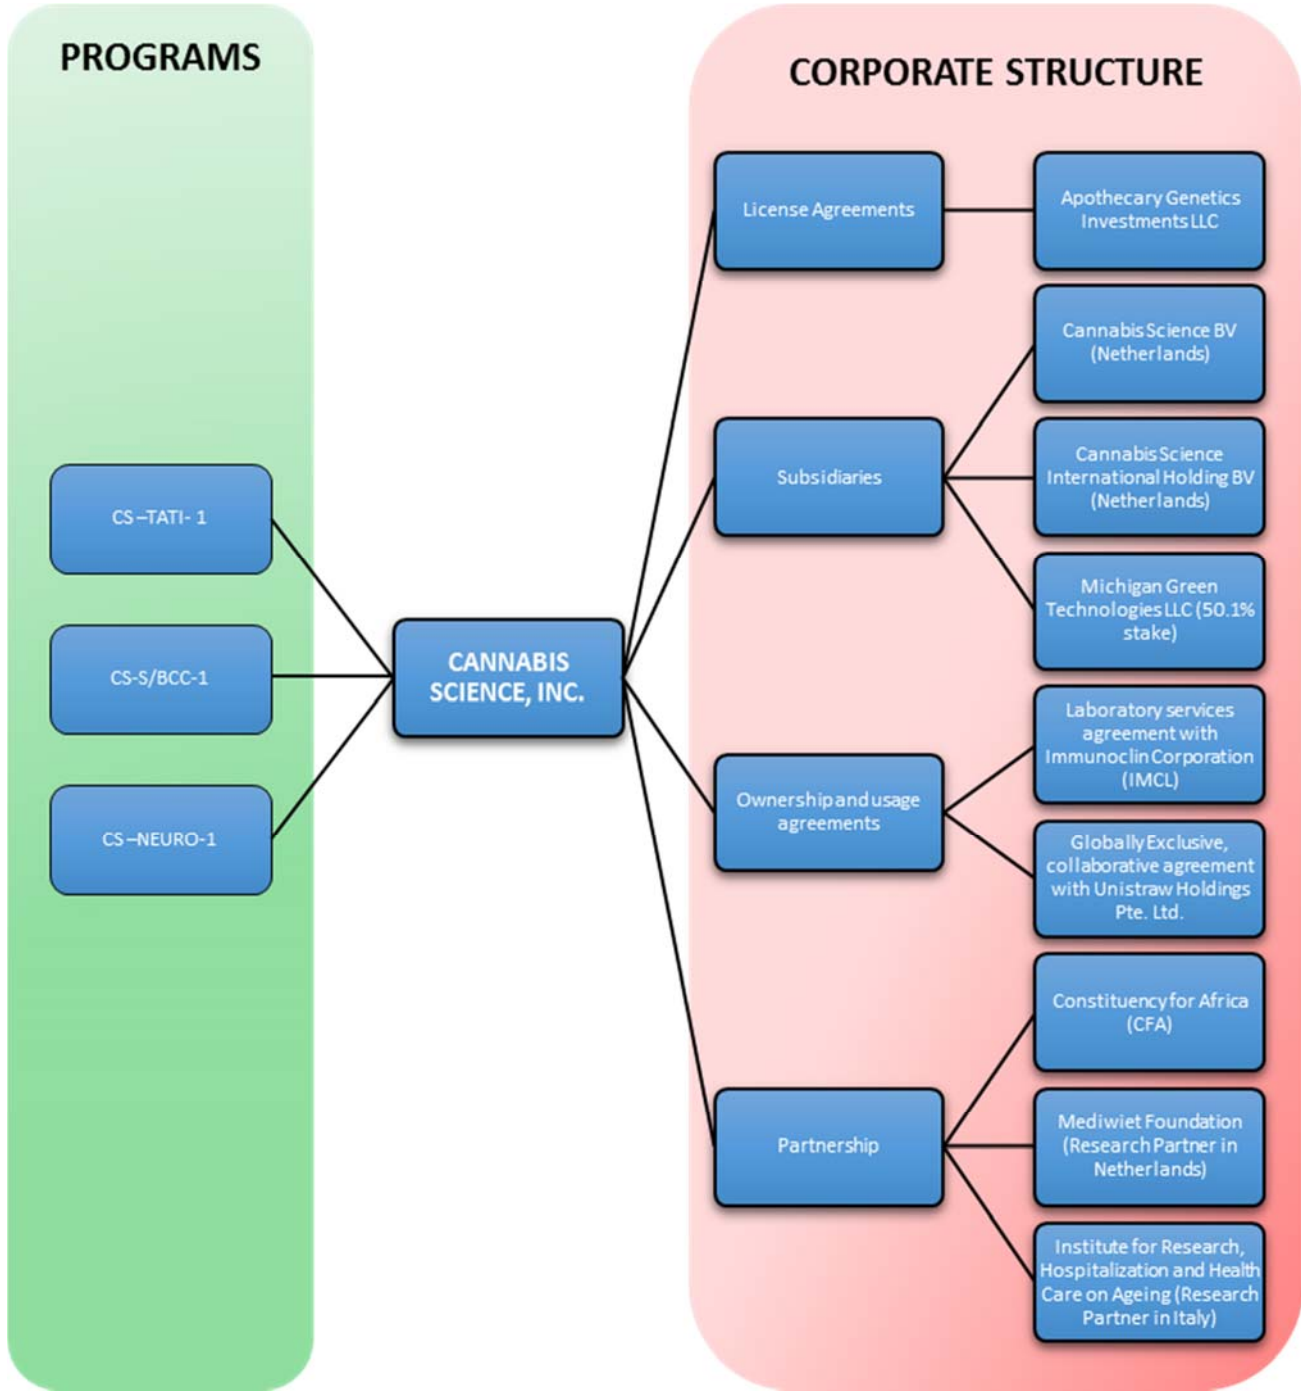 PROGRAMS
CS –TATI- 1
CS-S/BCC-1
CS –NEURO-1
CANNABIS
SCIENCE, INC.
CORPORATE STRUCTURE
License Agreements
Apothecary Genetics
Investments LLC
Subsidiaries
Cannabis Science BV
(Netherlands)
Cannabis Science
International Holding BV
(Netherlands)
Michigan Green
Technologies LLC (50.1%
stake)
Ownership and usage
agreements
Laboratory services
agreement with
Immunoclin Corporation
(IMCL)
Globally Exclusive,
collaborative agreement
with Unistraw Holdings
Pte. Ltd.
Partnership
Constituency for Africa
(CFA)
Mediwiet Foundation
(Research Partner in
Netherlands)
Institute for Research,
Hospitalization and Health
Care on Ageing (Research
Partner in Italy)